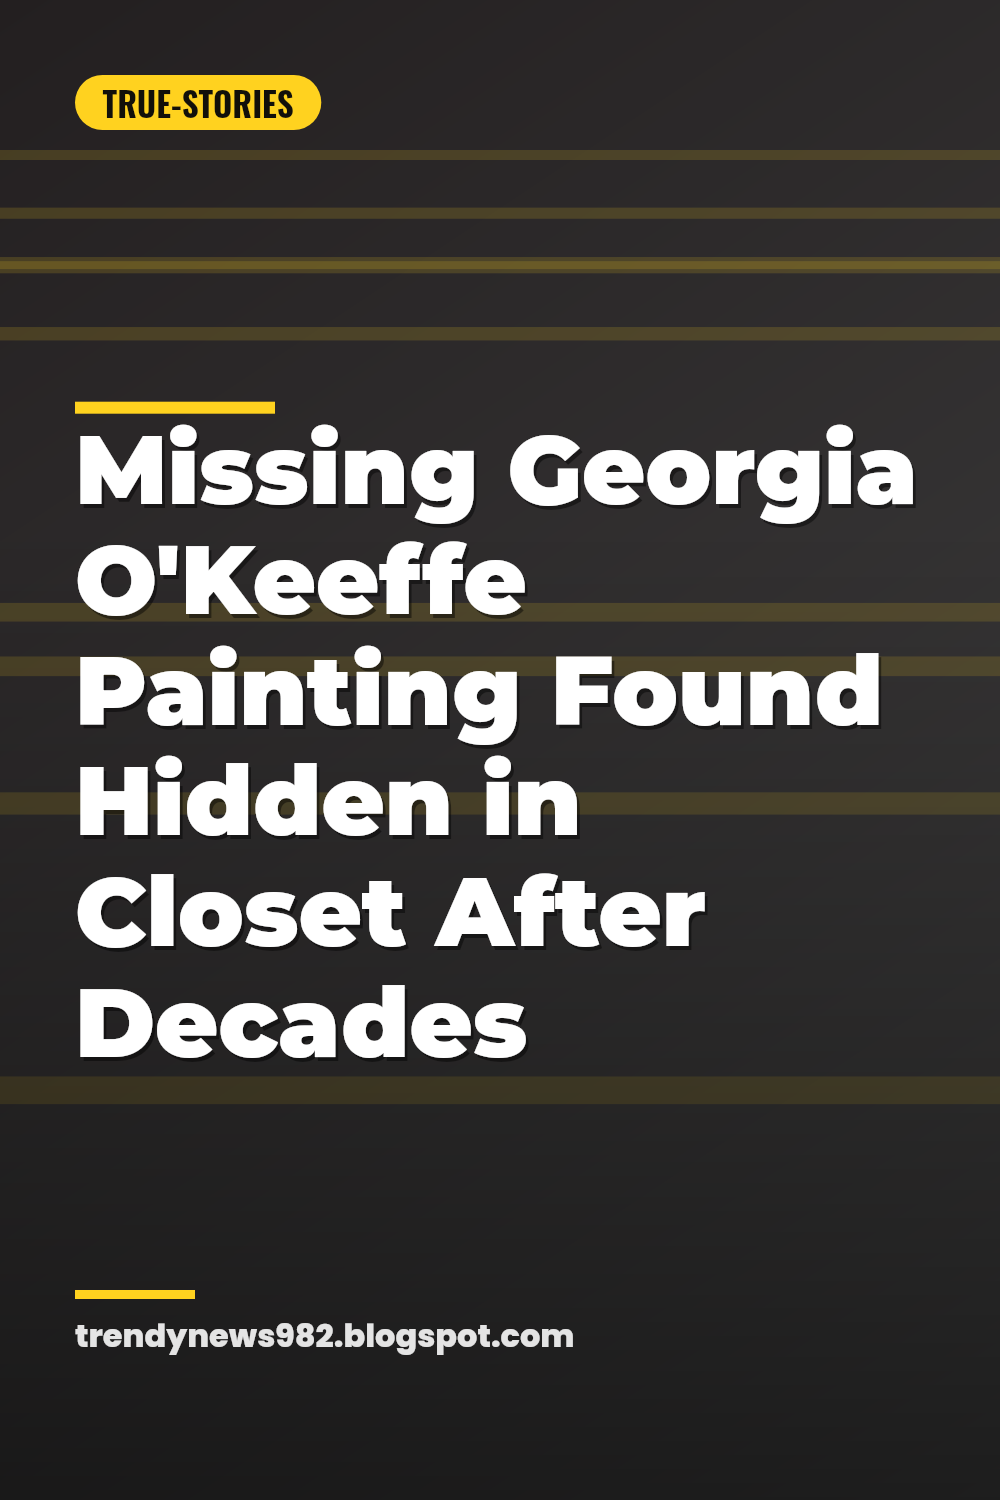 TRUE-STORIES
Missing Georgia
O'Keeffe
Painting Found
Hidden in
Closet After
Decades
trendynews982.blogspot.com